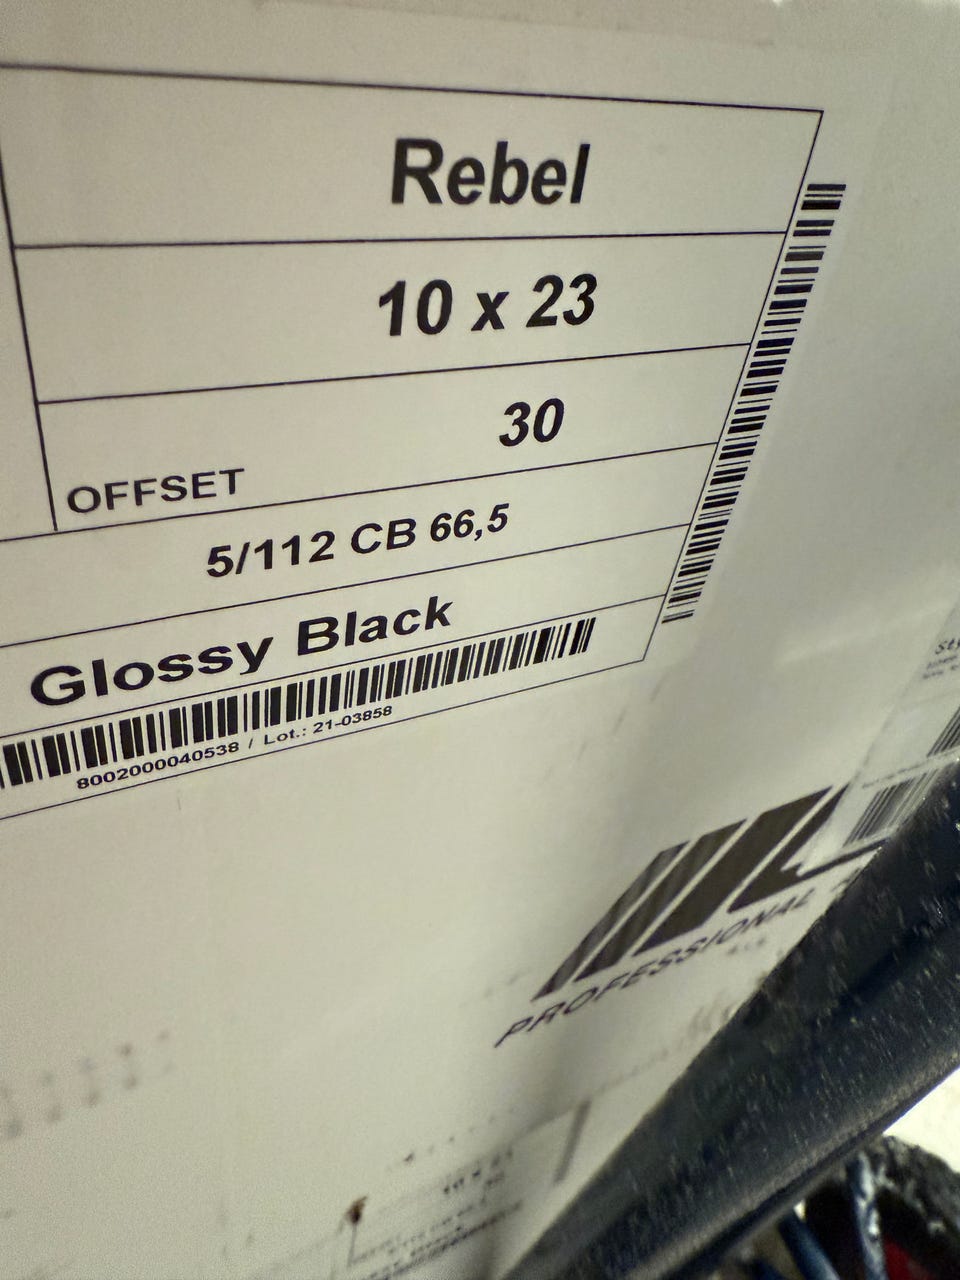 Rebel
10 x 23
30
OFFSET
5/112 CB 66,5
Glossy Black
8002000040538 / Lot.: 21-03858
PROFESSIONAL